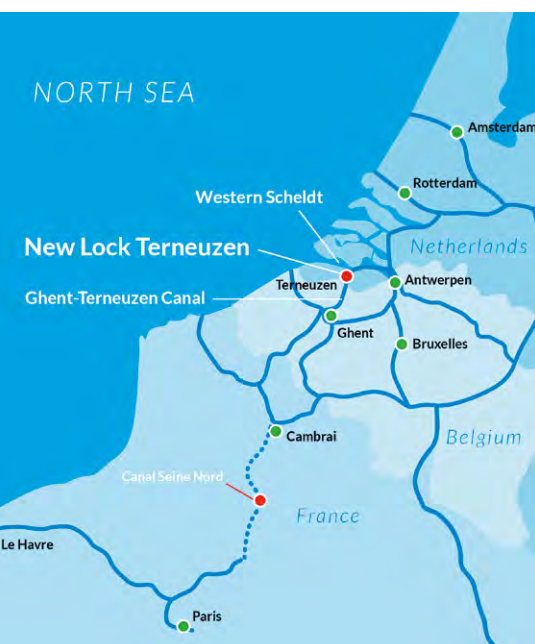 NORTH SEA
Amsterdam
Rotterdam
Western Scheldt
New Lock Terneuzen
Netherlands
Terneuzen
Antwerpen
Ghent-Terneuzen Canal
Ghent
Bruxelles
Cambrai
Belgium
Canal Seine Nord
France
Le Havre
Paris